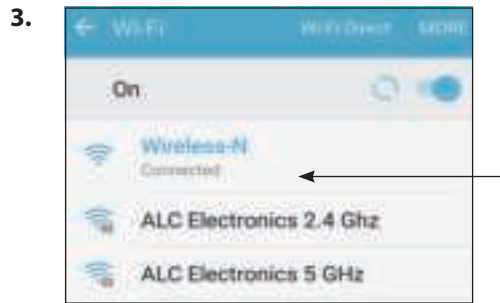 3.
Wi-Fi Wi-Fi Direct MORE
On
Wireless-N
Connected
ALC Electronics 2.4 Ghz
ALC Electronics 5 GHz